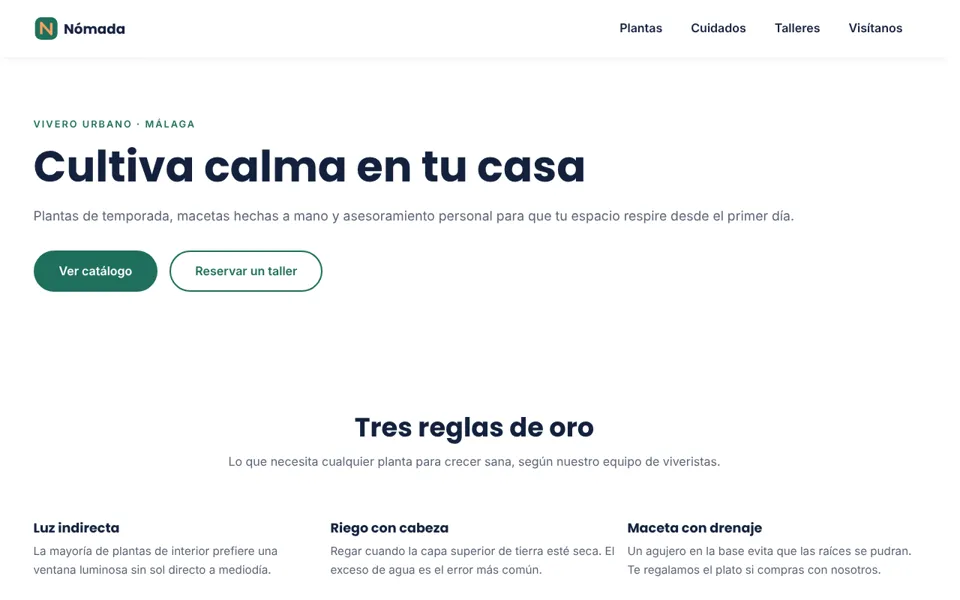 N Nómada
Plantas Cuidados Talleres Visítanos
VIVERO URBANO · MÁLAGA
Cultiva calma en tu casa
Plantas de temporada, macetas hechas a mano y asesoramiento personal para que tu espacio respire desde el primer día.
Ver catálogo
Reservar un taller
Tres reglas de oro
Lo que necesita cualquier planta para crecer sana, según nuestro equipo de viveristas.
Luz indirecta
La mayoría de plantas de interior prefiere una
ventana luminosa sin sol directo a mediodía.
Riego con cabeza
Regar cuando la capa superior de tierra esté seca. El
exceso de agua es el error más común.
Maceta con drenaje
Un agujero en la base evita que las raíces se pudran.
Te regalamos el plato si compras con nosotros.